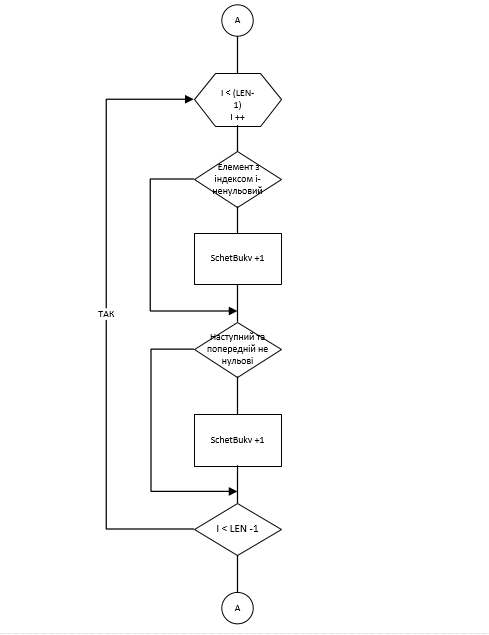 A
I < (LEN-
1)
I ++
Елемент з
індексом і-
ненульовий
SchetBukv +1
ТАК
Наступний та
попередній не
нульові
SchetBukv +1
I < LEN -1
A